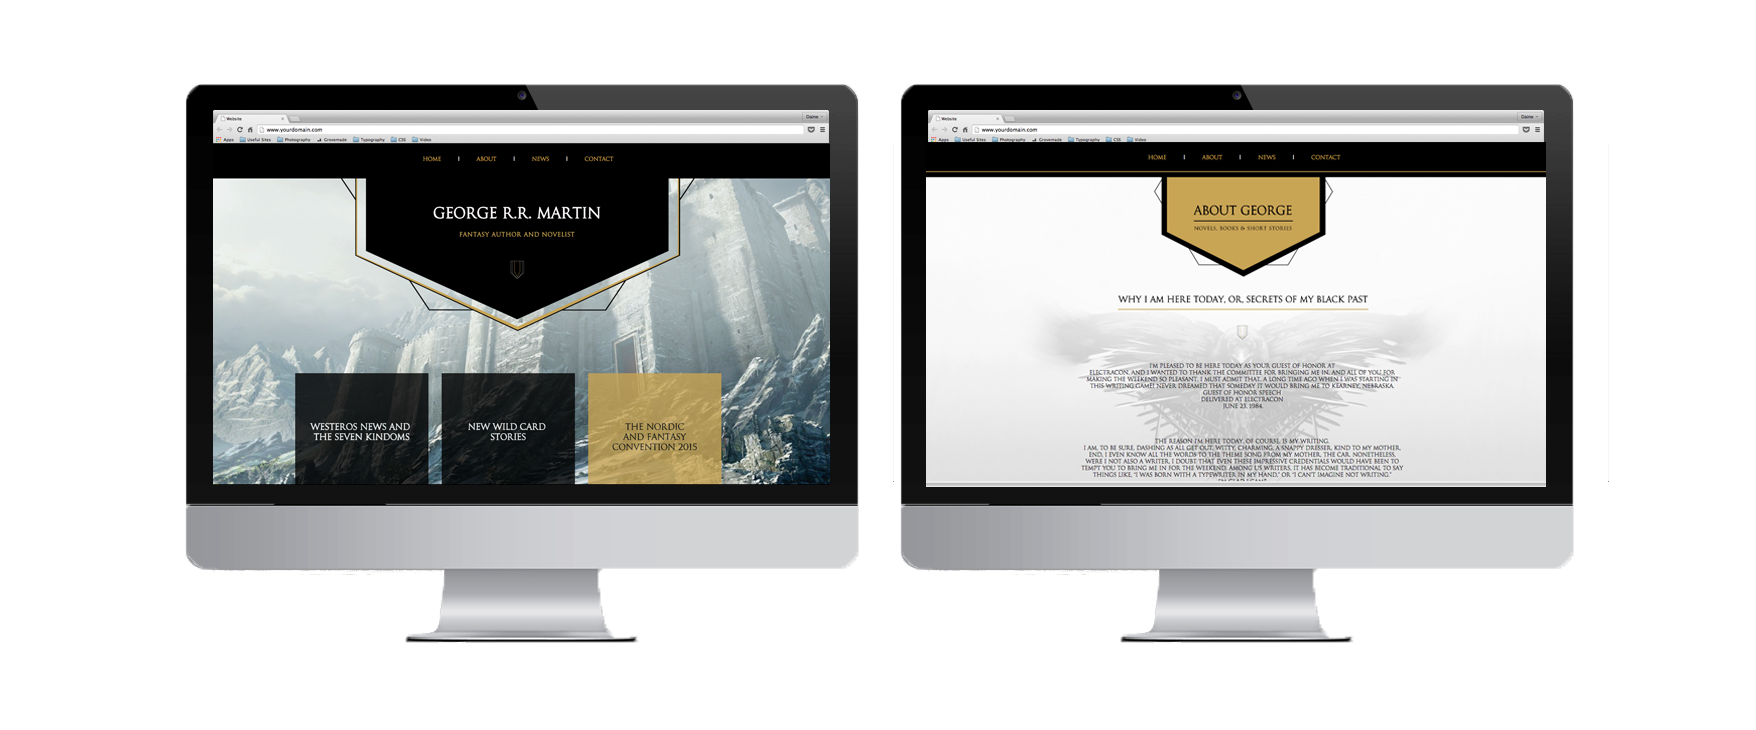 Website
Daine
www.yourdomain.com
Apps Useful Sites Photography Grovemade Typography CSS Video
HOME | ABOUT | NEWS | CONTACT
GEORGE R.R. MARTIN
FANTASY AUTHOR AND NOVELIST
WESTEROS NEWS AND
THE SEVEN KINDOMS
NEW WILD CARD
STORIES
THE NORDIC
AND FANTASY
CONVENTION 2015
Website
Daine
www.yourdomain.com
Apps Useful Sites Photography Grovemade Typography CSS Video
HOME | ABOUT | NEWS | CONTACT
ABOUT GEORGE
NOVELS, BOOKS & SHORT STORIES
WHY I AM HERE TODAY, OR, SECRETS OF MY BLACK PAST
I'M PLEASED TO BE HERE TODAY AS YOUR GUEST OF HONOR AT
ELECTRACON, AND I WANTED TO THANK THE COMMITTEE FOR BRINGING ME IN, AND ALL OF YOU FOR
MAKING THE WEEKEND SO PLEASANT. I MUST ADMIT THAT, A LONG TIME AGO WHEN I WAS STARTING IN
THIS WRITING GAME,I NEVER DREAMED THAT SOMEDAY IT WOULD BRING ME TO KEARNEY, NEBRASKA.
GUEST OF HONOR SPEECH
DELIVERED AT ELECTRACON
JUNE 23, 1984
THE REASON I'M HERE TODAY, OF COURSE, IS MY WRITING.
I AM, TO BE SURE, DASHING AS ALL GET OUT, WITTY, CHARMING, A SNAPPY DRESSER, KIND TO MY MOTHER,
END, I EVEN KNOW ALL THE WORDS TO THE THEME SONG FROM MY MOTHER, THE CAR. NONETHELESS,
WERE I NOT ALSO A WRITER, I DOUBT THAT EVEN THESE IMPRESSIVE CREDENTIALS WOULD HAVE BEEN TO
TEMPT YOU TO BRING ME IN FOR THE WEEKEND. AMONG US WRITERS, IT HAS BECOME TRADITIONAL TO SAY
THINGS LIKE, "I WAS BORN WITH A TYPEWRITER IN MY HAND," OR "I CAN'T IMAGINE NOT WRITING."